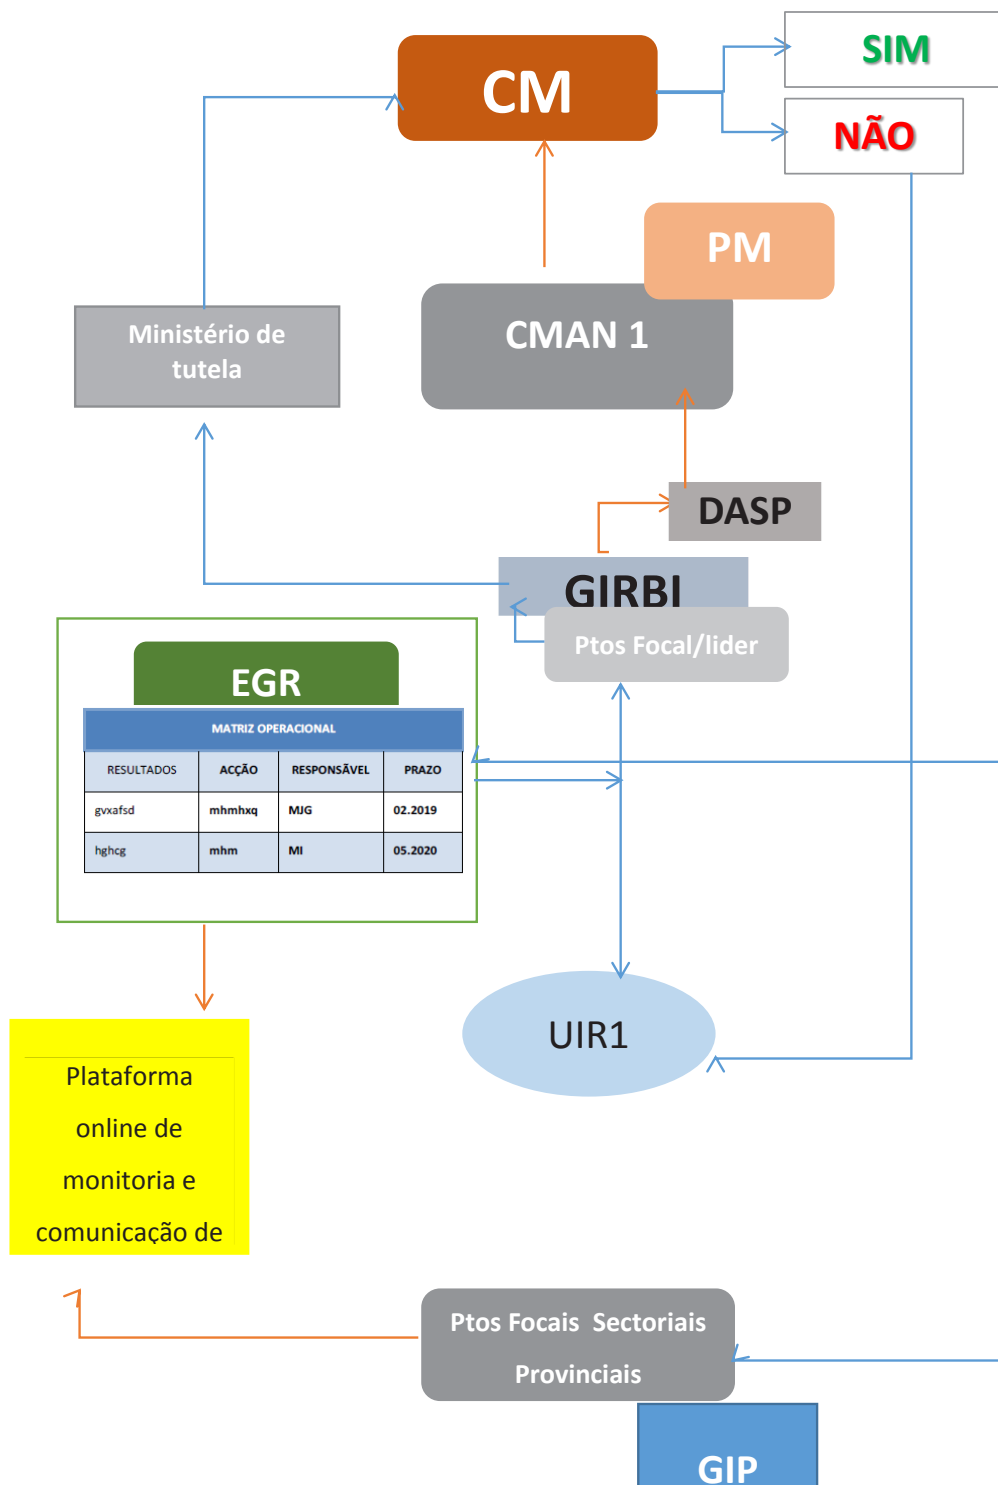 SIM
CM
NÃO
PM
CMAN 1
Ministério de
tutela
DASP
GIRBI
Ptos Focal/lider
EGR
MATRIZ OPERACIONAL
RESULTADOS ACÇÃO RESPONSÃVEL PRAZO
gvxafsd mhmhxq MJG 02.2019
hghcg mhm MI 05.2020
UIR1
Plataforma
online de
monitoria e
comunicação de
Ptos Focais Sectoriais
Provinciais
GIP